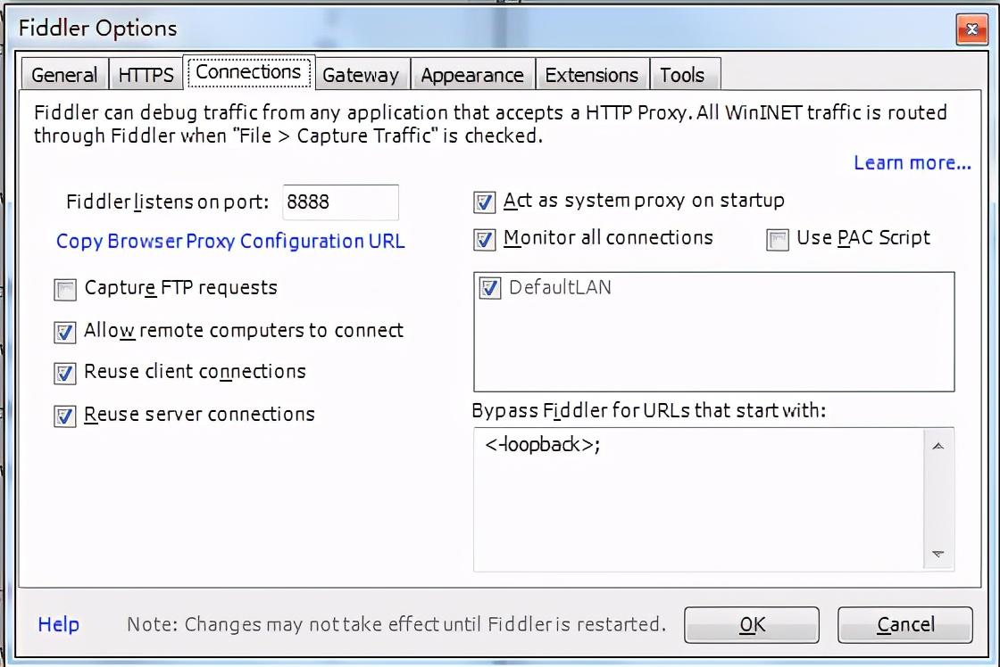 Fiddler Options
General HTTPS Connections Gateway Appearance Extensions Tools
Fiddler can debug traffic from any application that accepts a HTTP Proxy. All WinINET traffic is routed
through Fiddler when "File > Capture Traffic" is checked.
Learn more...
Fiddler listens on port: 8888
Copy Browser Proxy Configuration URL
Capture FTP requests
Allow remote computers to connect
Reuse client connections
Reuse server connections
Act as system proxy on startup
Monitor all connections Use PAC Script
DefaultLAN
Bypass Fiddler for URLs that start with:
<-loopback>;
Help Note: Changes may not take effect until Fiddler is restarted. OK Cancel